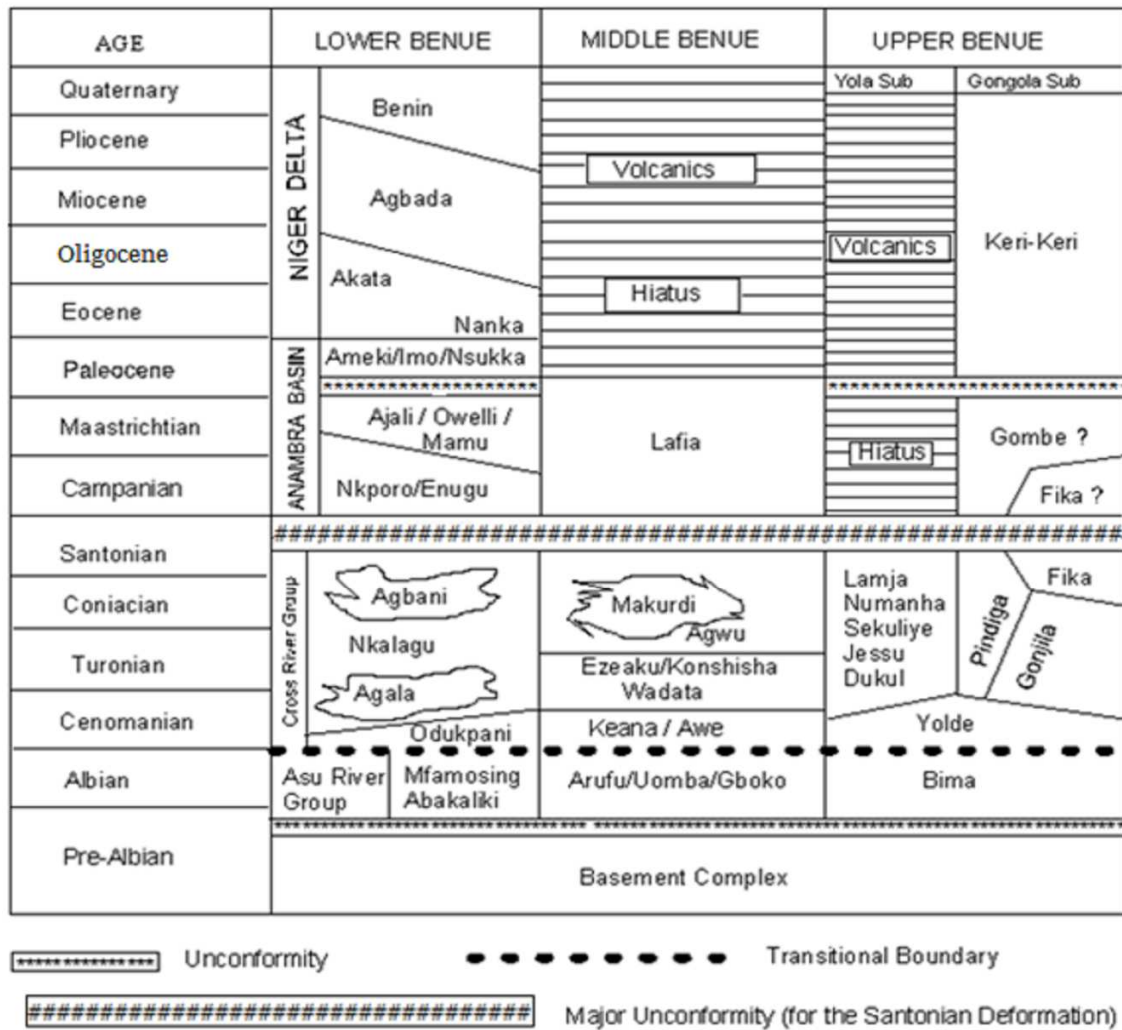 AGE
LOWER BENUE
MIDDLE BENUE
UPPER BENUE
Yola Sub
Gongola Sub
Quaternary
Pliocene
Miocene
Oligocene
Eocene
Paleocene
Maastrichtian
Campanian
Santonian
Coniacian
Turonian
Cenomanian
Albian
Pre-Albian
NIGER DELTA
Benin
Agbada
Akata
Nanka
ANAMBRA BASIN
Ameki/Imo/Nsukka
Ajali / Owelli /
Mamu
Nkporo/Enugu
Cross River Group
Agbani
Nkalagu
Agala
Odukpani
Asu River
Group
Mfamosing
Abakaliki
Volcanics
Hiatus
Lafia
Makurdi
Agwu
Ezeaku/Konshisha
Wadata
Keana / Awe
Arufu/Uomba/Gboko
Volcanics
Hiatus
Lamja
Numanha
Sekuliye
Jessu
Dukul
Keri-Keri
Gombe ?
Fika ?
Pindiga
Fika
Gonjila
Yolde
Bima
Basement Complex
Unconformity
Transitional Boundary
Major Unconformity (for the Santonian Deformation)